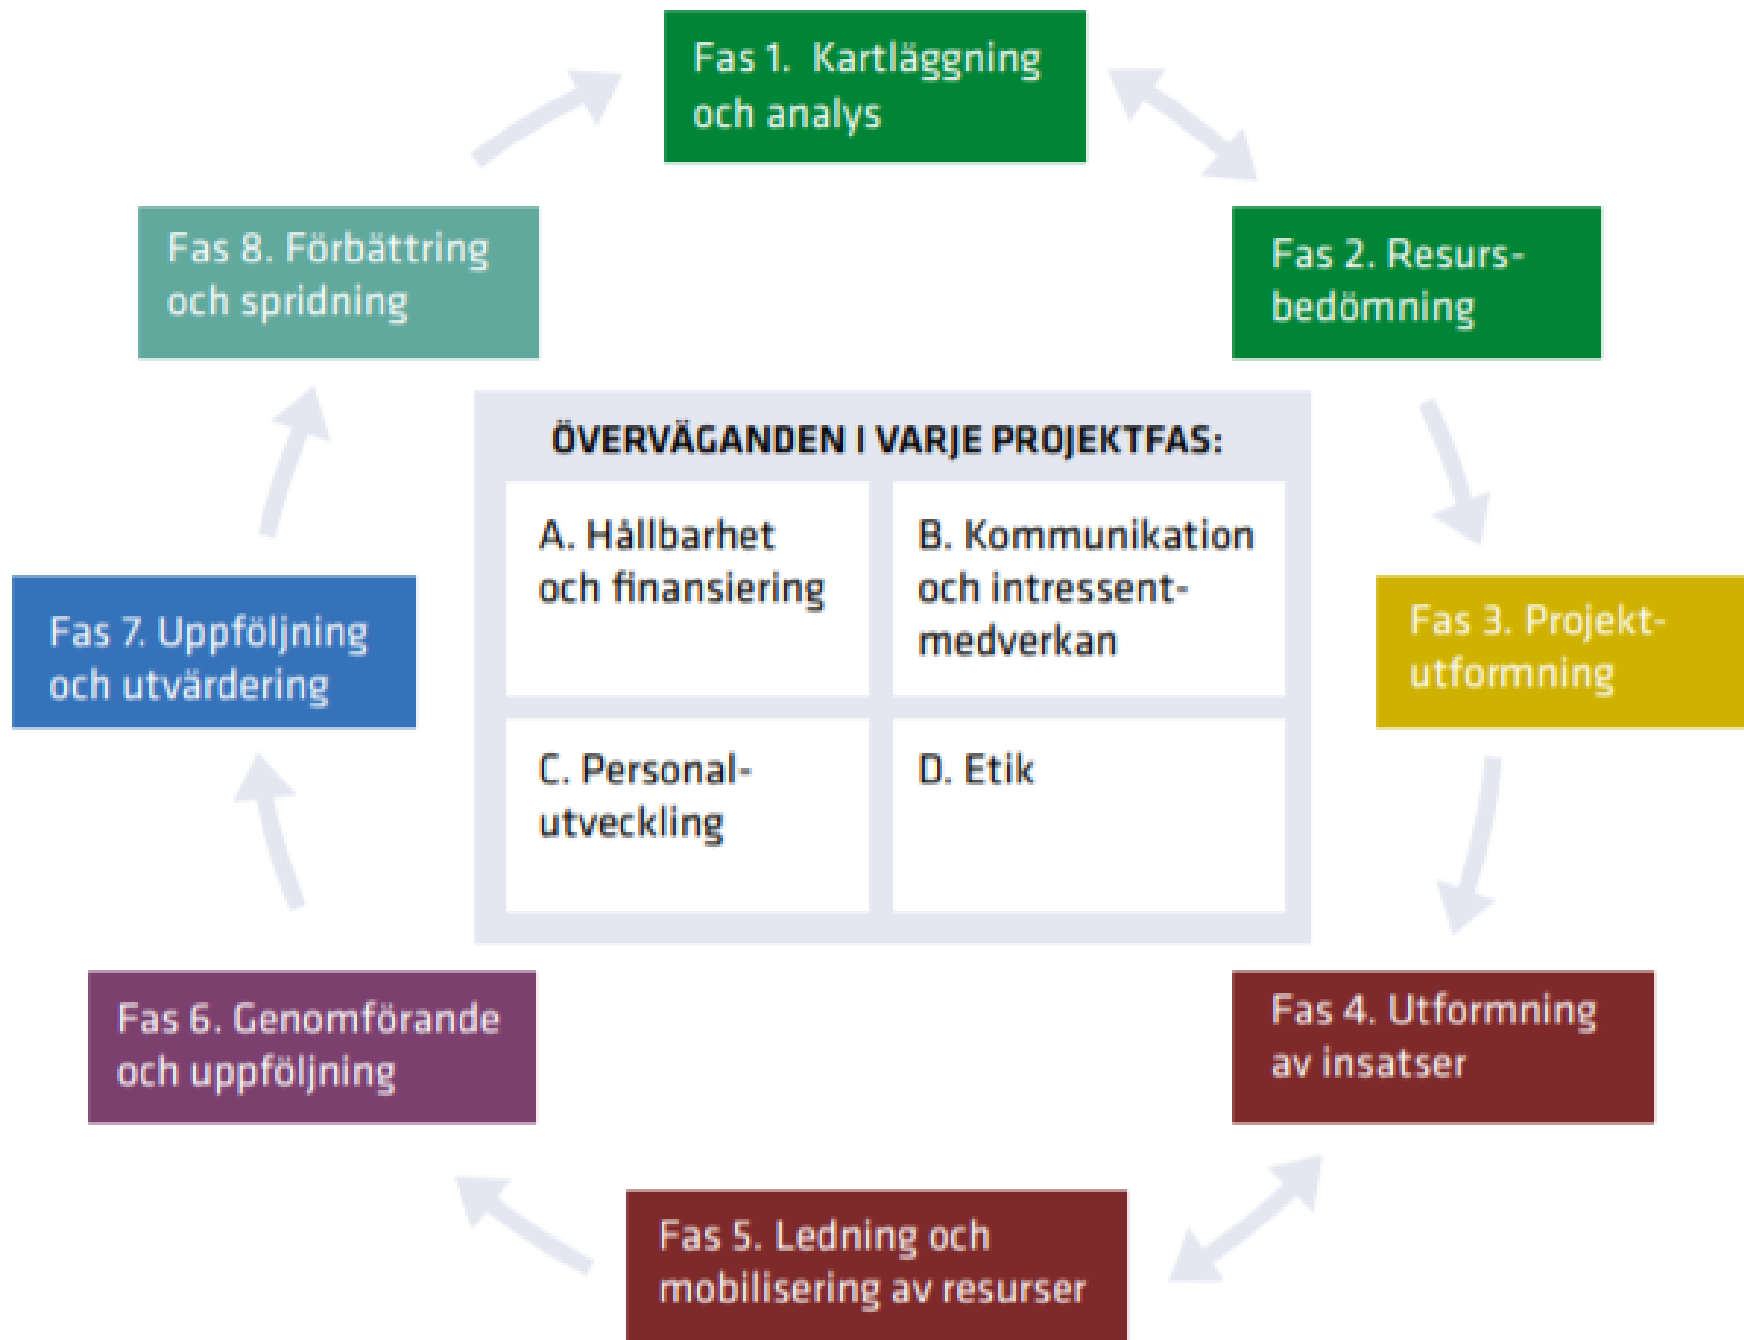 Fas 1. Kartläggning
och analys
Fas 2. Resurs-
bedömning
Fas 3. Projekt-
utformning
Fas 4. Utformning
av insatser
Fas 5. Ledning och
mobilisering av resurser
Fas 6. Genomförande
och uppföljning
Fas 7. Uppföljning
och utvärdering
Fas 8. Förbättring
och spridning
ÖVERVÄGANDEN I VARJE PROJEKTFAS:
A. Hållbarhet
och finansiering
B. Kommunikation
och intressent-
medverkan
C. Personal-
utveckling
D. Etik